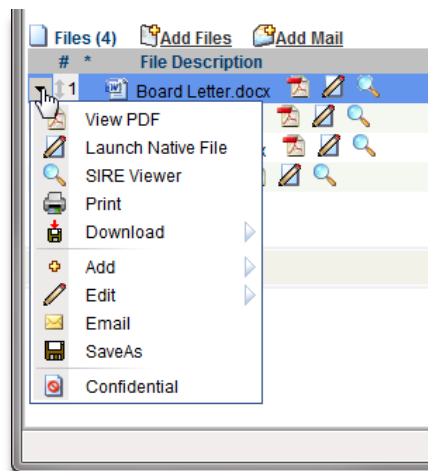 Files (4) Add Files Add Mail
# * File Description
1 Board Letter.docx
View PDF
Launch Native File
SIRE Viewer
Print
Download
Add
Edit
Email
SaveAs
Confidential